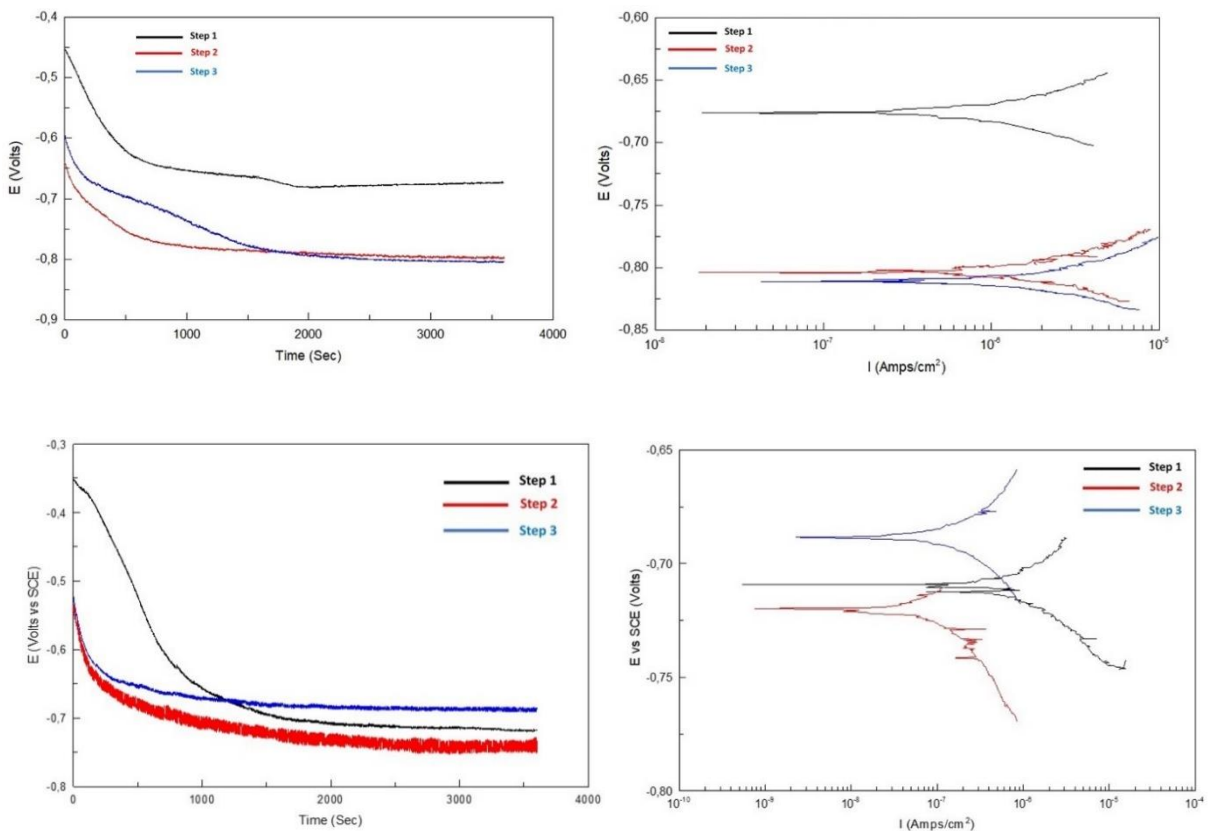 -0,4
-0,5
-0,6
-0,7
-0,8
-0,9
E (Volts)
Step 1
Step 2
Step 3
0
1000
2000
3000
4000
Time (Sec)
-0,60
-0,65
-0,70
-0,75
-0,80
-0,85
E (Volts)
Step 1
Step 2
Step 3
10⁻⁸
10⁻⁷
10⁻⁶
10⁻⁵
I (Amps/cm²)
-0,3
-0,4
-0,5
-0,6
-0,7
-0,8
E (Volts vs SCE)
Step 1
Step 2
Step 3
0
1000
2000
3000
4000
Time (Sec)
-0,65
-0,70
-0,75
-0,80
E vs SCE (Volts)
Step 1
Step 2
Step 3
10⁻¹⁰
10⁻⁹
10⁻⁸
10⁻⁷
10⁻⁶
10⁻⁵
10⁻⁴
I (Amps/cm²)